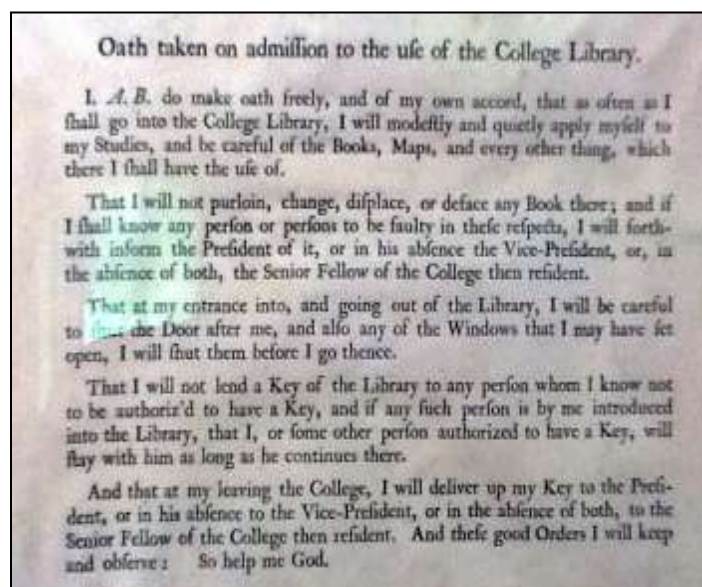 Oath taken on admiſſion to the uſe of the College Library.
I. A. B. do make oath freely, and of my own accord, that as often as I
ſhall go into the College Library, I will modeſtly and quietly apply myſelf to
my Studies, and be careful of the Books, Maps, and every other thing, which
there I ſhall have the uſe of.
That I will not purloin, change, diſplace, or deface any Book there; and if
I ſhall know any perſon or perſons to be faulty in theſe reſpects, I will forth-
with inform the Preſident of it, or in his abſence the Vice-Preſident, or, in
the abſence of both, the Senior Fellow of the College then reſident.
That at my entrance into, and going out of the Library, I will be careful
to ſhut the Door after me, and alſo any of the Windows that I may have ſet
open, I will ſhut them before I go thence.
That I will not lend a Key of the Library to any perſon whom I know not
to be authoriz'd to have a Key, and if any ſuch perſon is by me introduced
into the Library, that I, or ſome other perſon authorized to have a Key, will
ſtay with him as long as he continues there.
And that at my leaving the College, I will deliver up my Key to the Preſi-
dent, or in his abſence to the Vice-Preſident, or in the abſence of both, to the
Senior Fellow of the College then reſident. And theſe good Orders I will keep
and obſerve: So help me God.